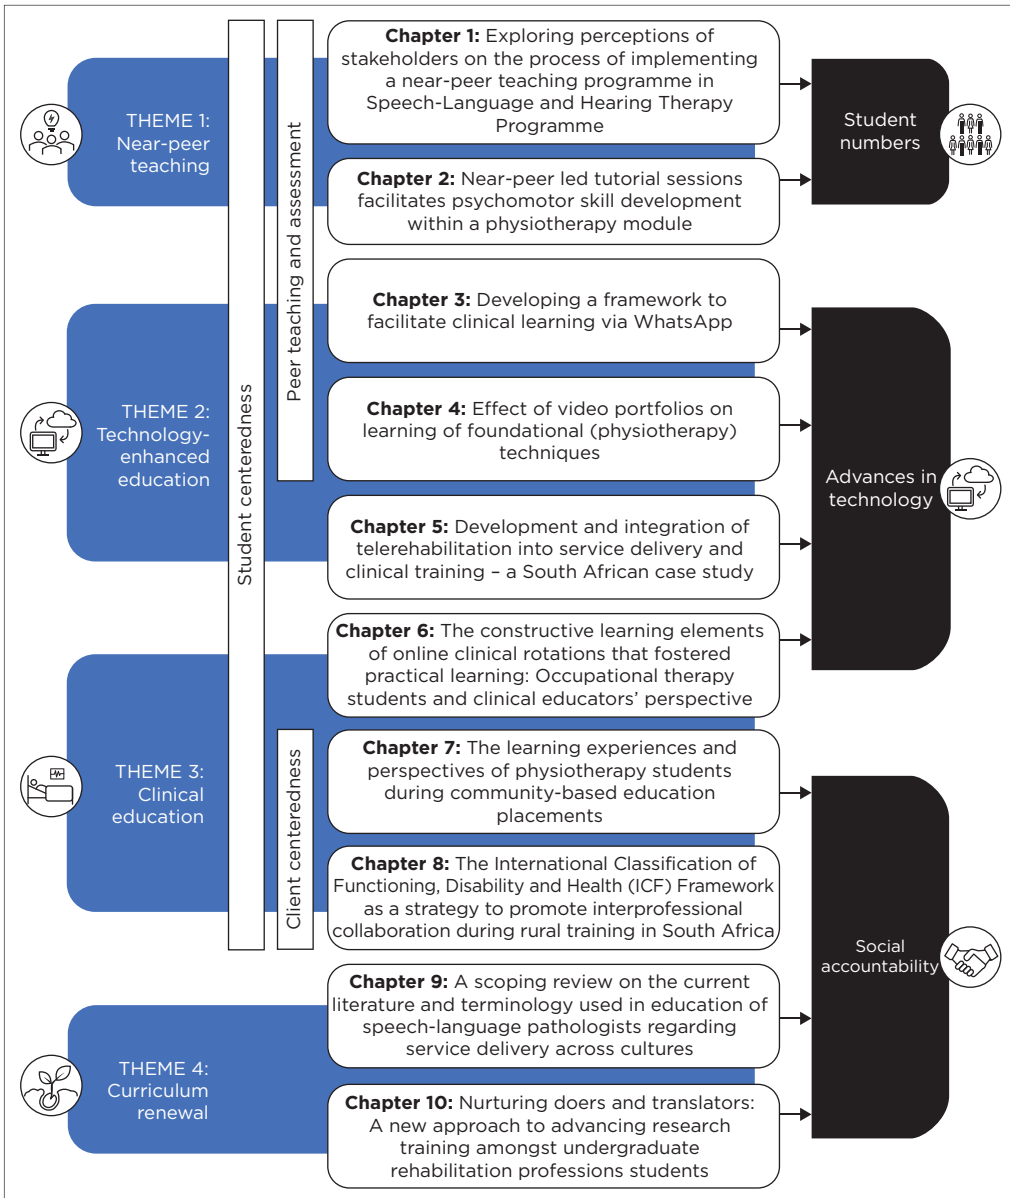 Chapter 1: Exploring perceptions of
stakeholders on the process of implementing
a near-peer teaching programme in
Speech-Language and Hearing Therapy
Programme
THEME 1:
Near-peer
teaching
Student
numbers
Chapter 2: Near-peer led tutorial sessions
facilitates psychomotor skill development
within a physiotherapy module
Peer teaching and assessment
Student centeredness
Chapter 3: Developing a framework to
facilitate clinical learning via WhatsApp
THEME 2:
Technology-
enhanced
education
Chapter 4: Effect of video portfolios on
learning of foundational (physiotherapy)
techniques
Advances in
technology
Chapter 5: Development and integration of
telerehabilitation into service delivery and
clinical training – a South African case study
Chapter 6: The constructive learning elements
of online clinical rotations that fostered
practical learning: Occupational therapy
students and clinical educators’ perspective
THEME 3:
Clinical
education
Client centeredness
Chapter 7: The learning experiences and
perspectives of physiotherapy students
during community-based education
placements
Chapter 8: The International Classification of
Functioning, Disability and Health (ICF) Framework
as a strategy to promote interprofessional
collaboration during rural training in South Africa
Social
accountability
Chapter 9: A scoping review on the current
literature and terminology used in education of
speech-language pathologists regarding
service delivery across cultures
THEME 4:
Curriculum
renewal
Chapter 10: Nurturing doers and translators:
A new approach to advancing research
training amongst undergraduate
rehabilitation professions students